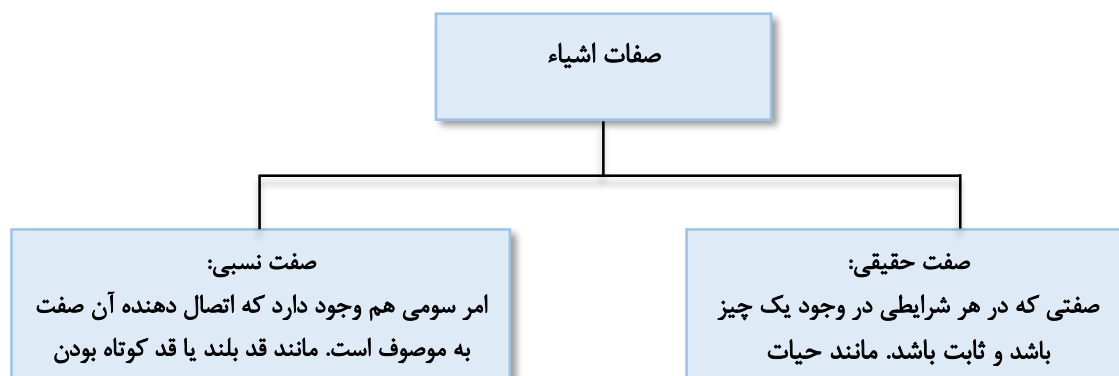 صفات اشیاء
صفت حقیقی:
صفتی که در هر شرایطی در وجود یک چیز
باشد و ثابت باشد. مانند حیات
صفت نسبی:
امر سومی هم وجود دارد که اتصال دهنده آن صفت
به موصوف است. مانند قد بلند یا قد کوتاه بودن